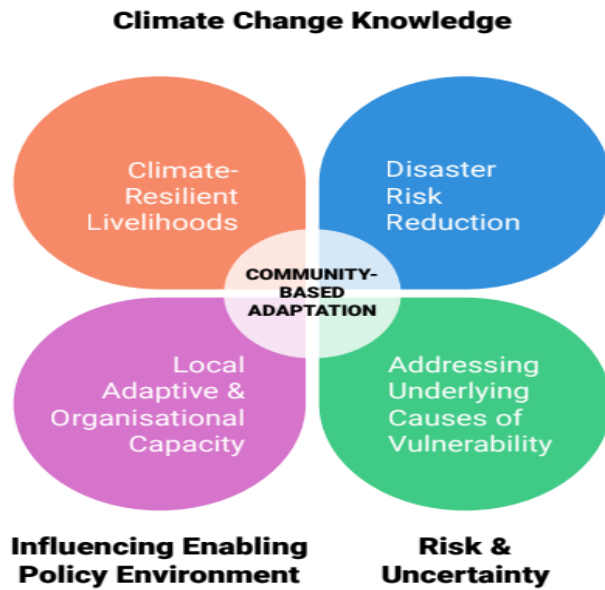 Climate Change Knowledge
Climate-
Resilient
Livelihoods
Disaster
Risk
Reduction
COMMUNITY-
BASED
ADAPTATION
Local
Adaptive &
Organisational
Capacity
Addressing
Underlying
Causes of
Vulnerability
Influencing Enabling
Policy Environment
Risk &
Uncertainty